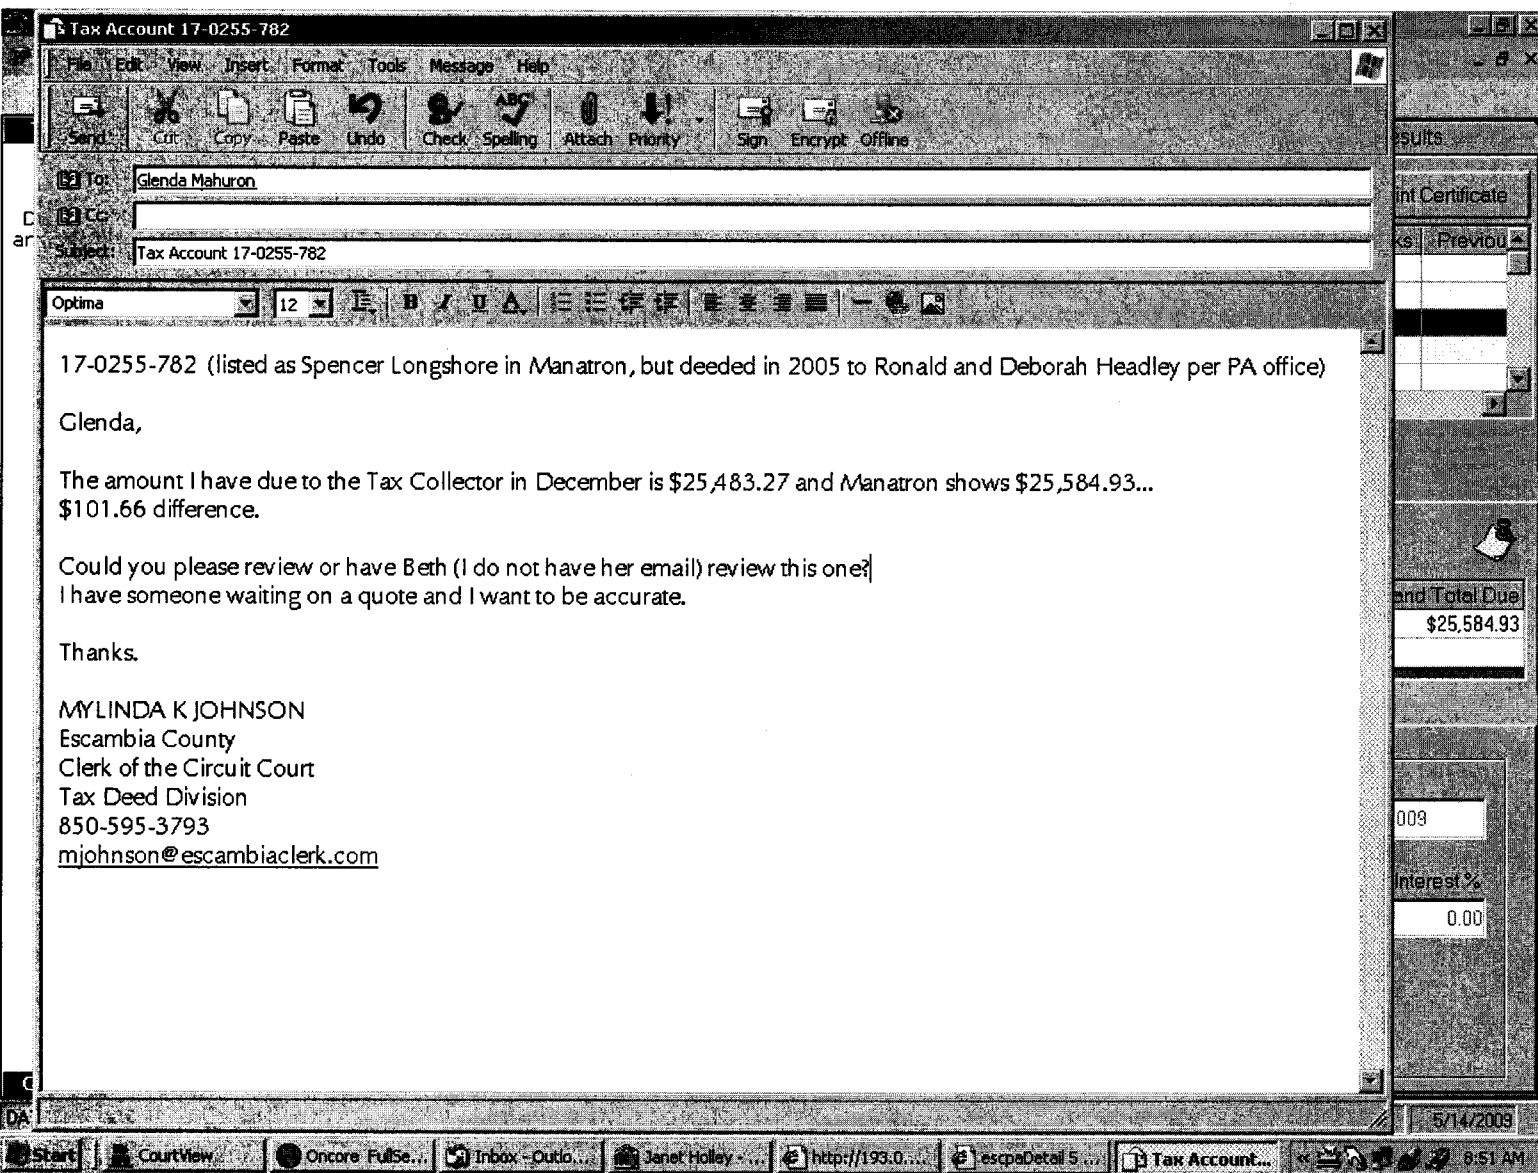 Tax Account 17-0255-782
File Edit View Insert Format Tools Message Help
Send Cut Copy Paste Undo Check Spelling Attach Priority Sign Encrypt Offline
To: Glenda Mahuron
Cc:
Subject: Tax Account 17-0255-782
Optima 12
17-0255-782 (listed as Spencer Longshore in Manatron, but deeded in 2005 to Ronald and Deborah Headley per PA office)
Glenda,
The amount I have due to the Tax Collector in December is $25,483.27 and Manatron shows $25,584.93...
$101.66 difference.
Could you please review or have Beth (I do not have her email) review this one?
I have someone waiting on a quote and I want to be accurate.
Thanks.
MYLINDA K JOHNSON
Escambia County
Clerk of the Circuit Court
Tax Deed Division
850-595-3793
mjohnson@escambiaclerk.com
sults
int Certificate
ks Previou
and Total Due
$25,584.93
009
Interest %
0.00
D
ar
C
DA
5/14/2009
Start CourtView Oncore FullSe... Inbox - Outlo... Janet Holley - ... http://193.0.... escpaDetail 5 ... Tax Account... « 8:51 AM